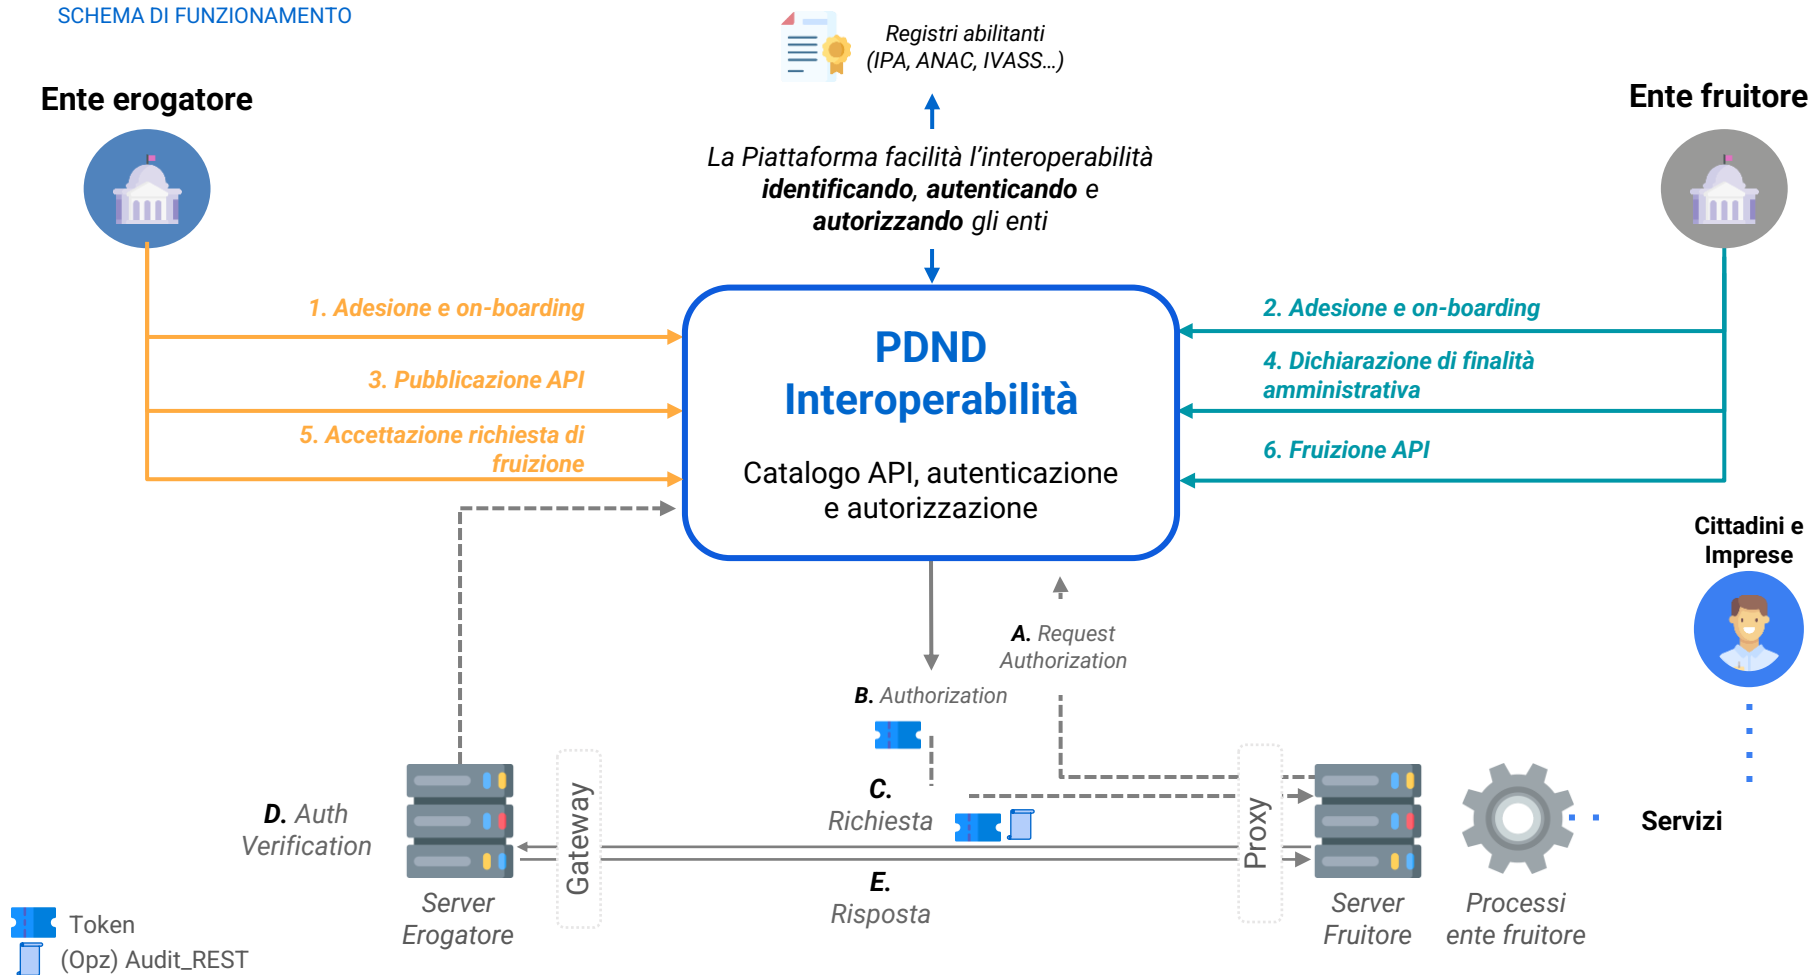 SCHEMA DI FUNZIONAMENTO
Registri abilitanti
(IPA, ANAC, IVASS...)
Ente erogatore
Ente fruitore
La Piattaforma facilità l'interoperabilità
identificando, autenticando e
autorizzando gli enti
1. Adesione e on-boarding
3. Pubblicazione API
5. Accettazione richiesta di
fruizione
PDND
Interoperabilità
Catalogo API, autenticazione
e autorizzazione
2. Adesione e on-boarding
4. Dichiarazione di finalità
amministrativa
6. Fruizione API
Cittadini e
Imprese
A. Request
Authorization
B. Authorization
D. Auth
Verification
Gateway
C.
Richiesta
E.
Risposta
Proxy
Servizi
Server
Erogatore
Server
Fruitore
Processi
ente fruitore
Token
(Opz) Audit_REST